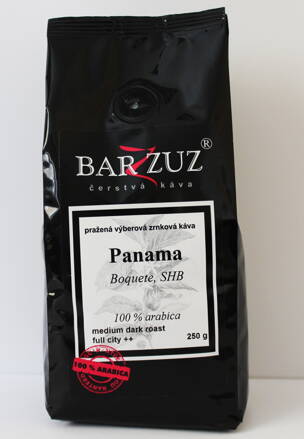 BARZZUZ®
čerstvá káva
pražená výberová zrnková káva
Panama
Boquete, SHB
100 % arabica
medium dark roast
full city ++ 250 g
100 % ARABICA